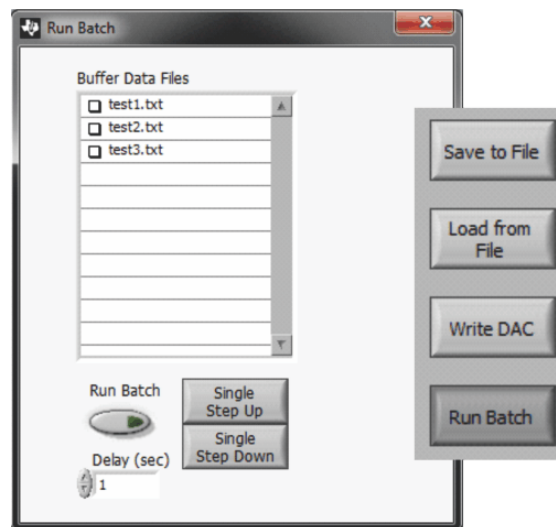 Run Batch
Buffer Data Files
test1.txt
test2.txt
test3.txt
Run Batch
Delay (sec)
1
Single
Step Up
Single
Step Down
Save to File
Load from
File
Write DAC
Run Batch